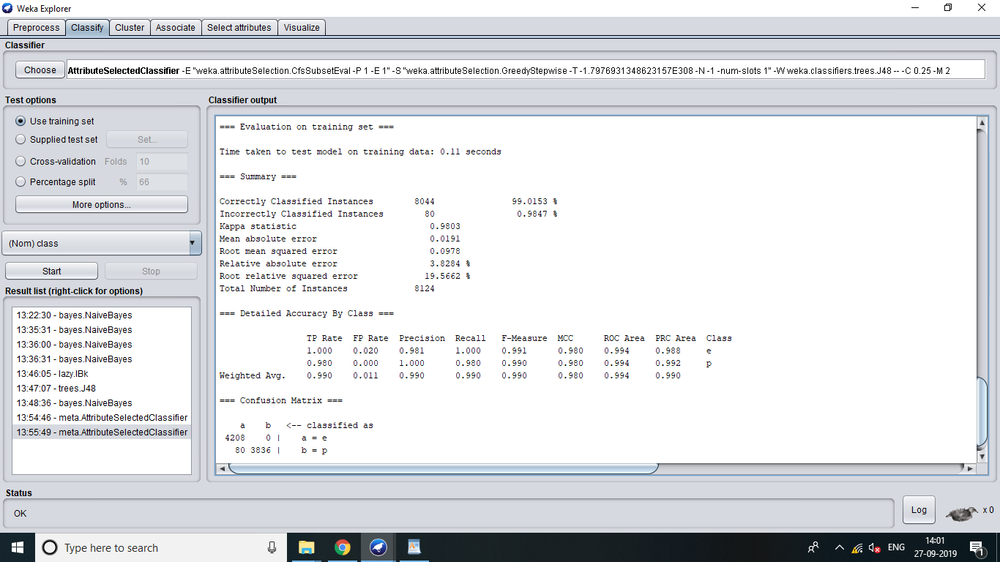 Weka Explorer
Preprocess Classify Cluster Associate Select attributes Visualize
Classifier
Choose AttributeSelectedClassifier -E "weka.attributeSelection.CfsSubsetEval -P 1 -E 1" -S "weka.attributeSelection.GreedyStepwise -T -1.7976931348623157E308 -N -1 -num-slots 1" -W weka.classifiers.trees.J48 -- -C 0.25 -M 2
Test options
Use training set
Supplied test set Set...
Cross-validation Folds 10
Percentage split % 66
More options...
(Nom) class
Start Stop
Result list (right-click for options)
13:22:30 - bayes.NaiveBayes
13:35:31 - bayes.NaiveBayes
13:36:00 - bayes.NaiveBayes
13:36:31 - bayes.NaiveBayes
13:46:05 - lazy.IBk
13:47:07 - trees.J48
13:48:36 - bayes.NaiveBayes
13:54:46 - meta.AttributeSelectedClassifier
13:55:49 - meta.AttributeSelectedClassifier
Classifier output
=== Evaluation on training set ===
Time taken to test model on training data: 0.11 seconds
=== Summary ===
Correctly Classified Instances 8044 99.0153 %
Incorrectly Classified Instances 80 0.9847 %
Kappa statistic 0.9803
Mean absolute error 0.0191
Root mean squared error 0.0978
Relative absolute error 3.8284 %
Root relative squared error 19.5662 %
Total Number of Instances 8124
=== Detailed Accuracy By Class ===
TP Rate FP Rate Precision Recall F-Measure MCC ROC Area PRC Area Class
1.000 0.020 0.981 1.000 0.991 0.980 0.994 0.988 e
0.980 0.000 1.000 0.980 0.990 0.980 0.994 0.992 p
Weighted Avg. 0.990 0.011 0.990 0.990 0.990 0.980 0.994 0.990
=== Confusion Matrix ===
a b <-- classified as
4208 0 | a = e
80 3836 | b = p
Status
OK
Log x 0
Type here to search
ENG
14:01
27-09-2019
1